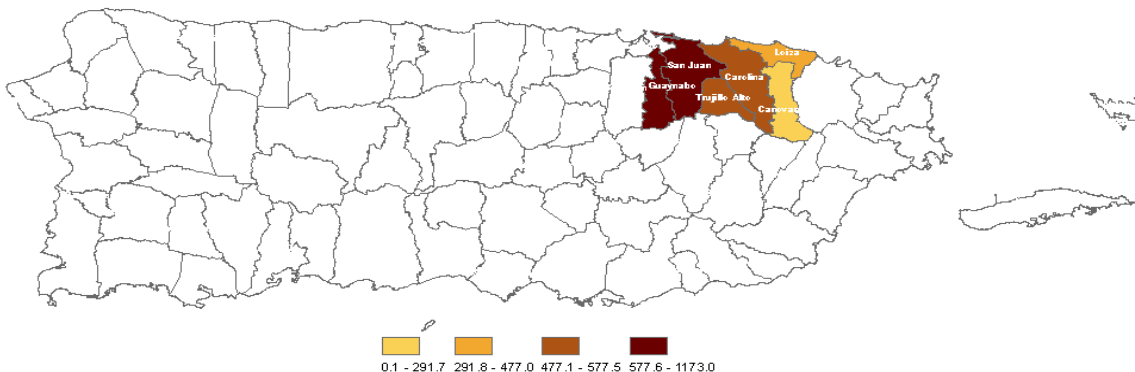 Loiza
San Juan
Carolina
Guaynabo
Trujillo Alto
0.1 - 291.7 291.8 - 477.0 477.1 - 577.5 577.6 - 1173.0